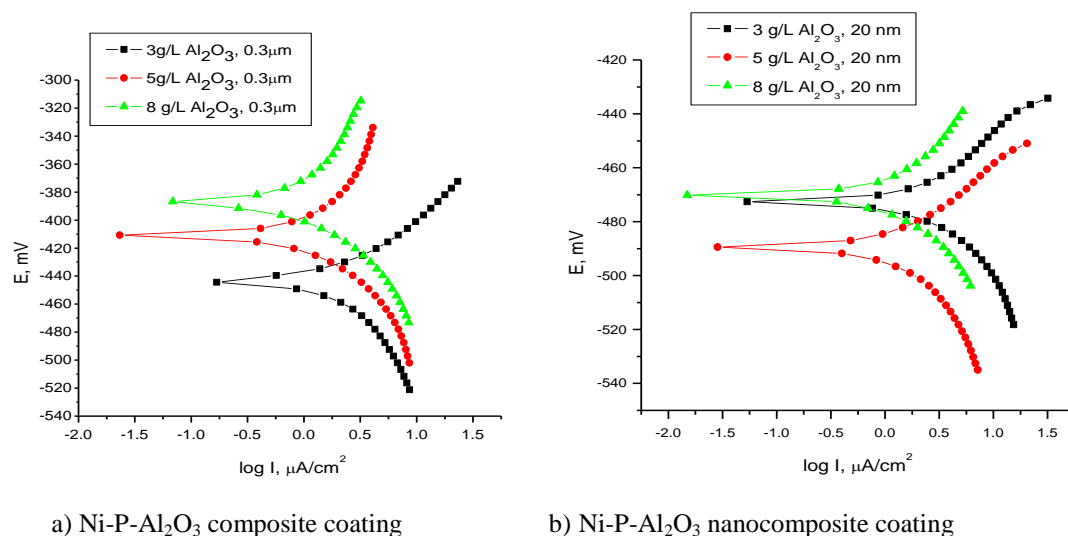 3g/L Al2O3, 0.3μm
5g/L Al2O3, 0.3μm
8 g/L Al2O3, 0.3μm
-300
-320
-340
-360
-380
-400
-420
-440
-460
-480
-500
-520
-540
E, mV
-2.0 -1.5 -1.0 -0.5 0.0 0.5 1.0 1.5
log I, μA/cm2
a) Ni-P-Al2O3 composite coating
3 g/L Al2O3, 20 nm
5 g/L Al2O3, 20 nm
8 g/L Al2O3, 20 nm
-420
-440
-460
-480
-500
-520
-540
E, mV
-2.0 -1.5 -1.0 -0.5 0.0 0.5 1.0 1.5
log I, μA/cm2
b) Ni-P-Al2O3 nanocomposite coating